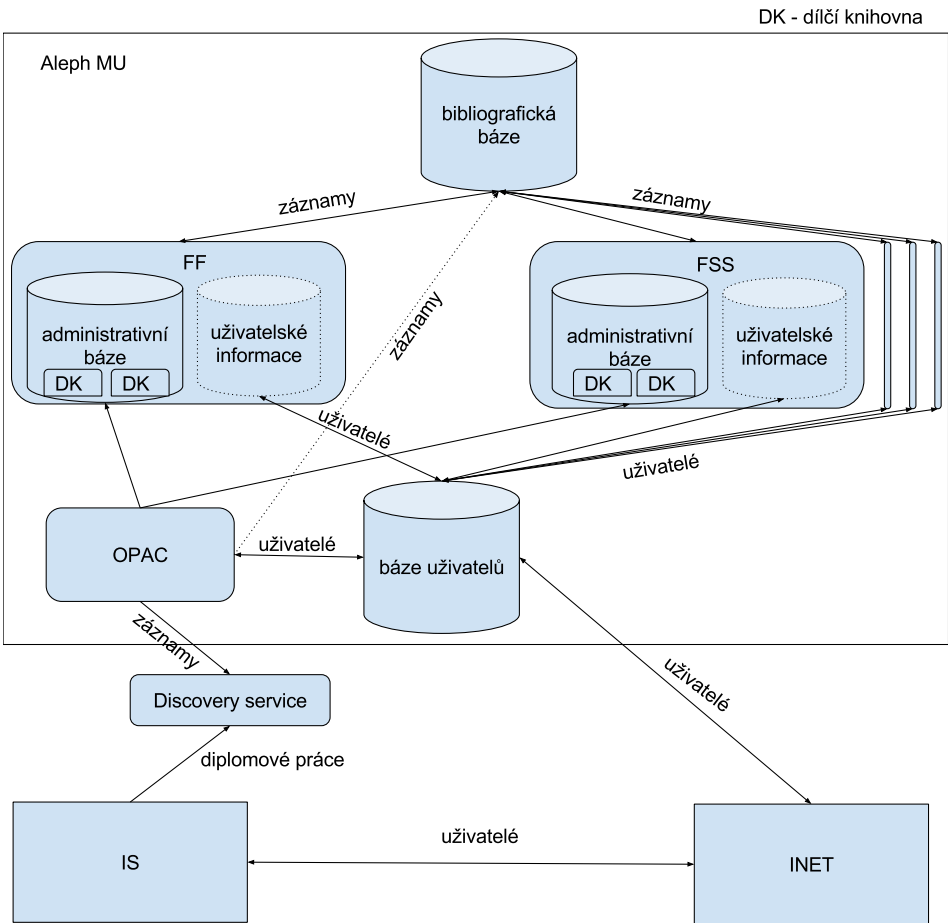 DK - dílčí knihovna
Aleph MU
bibliografická
báze
záznamy
záznamy
FF
administrativní
báze
DK
DK
uživatelské
informace
záznamy
FSS
administrativní
báze
DK
DK
uživatelské
informace
uživatelé
uživatelé
OPAC
uživatelé
báze uživatelů
záznamy
uživatelé
Discovery service
diplomové práce
IS
uživatelé
INET